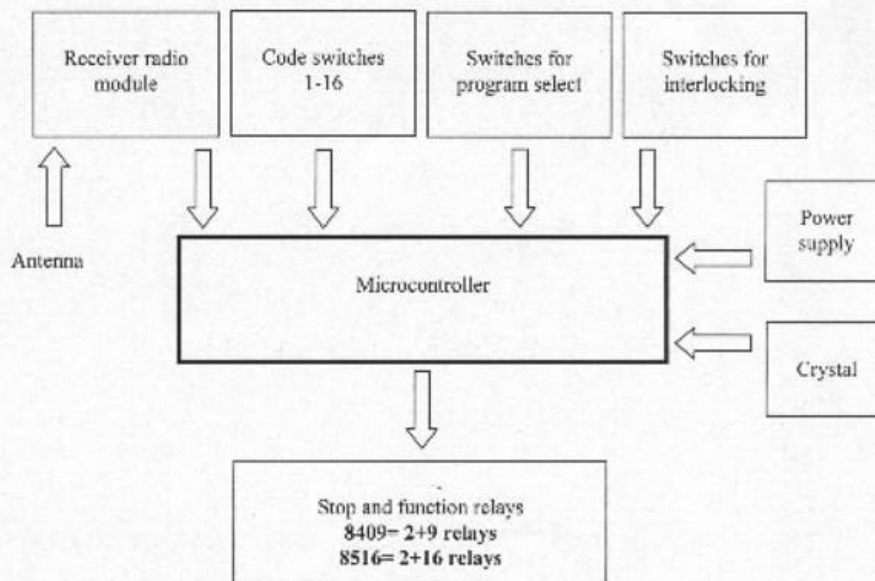 Receiver radio
module
Code switches
1-16
Switches for
program select
Switches for
interlocking
Antenna
Power
supply
Microcontroller
Crystal
Stop and function relays
8409= 2+9 relays
8516= 2+16 relays